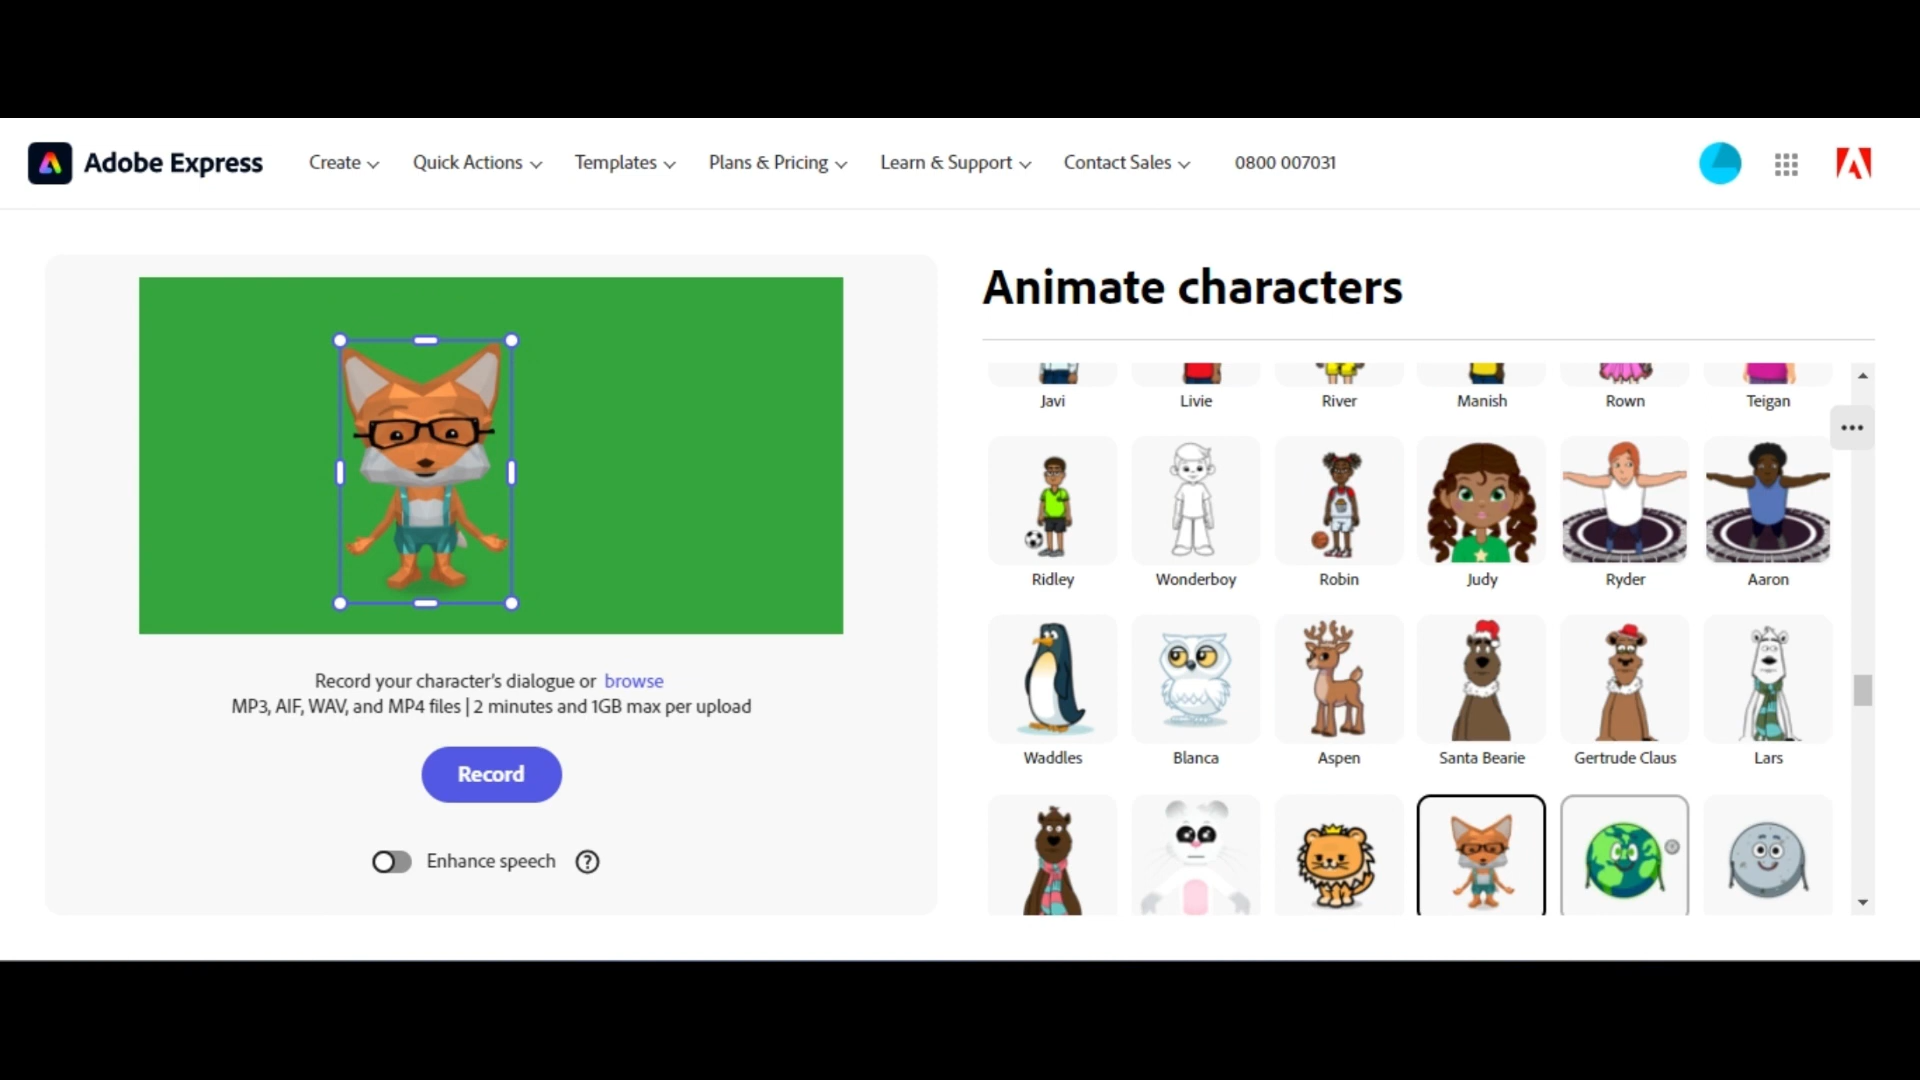 Adobe Express Create Quick Actions Templates Plans & Pricing Learn & Support Contact Sales 0800 007031
Animate characters
Javi Livie River Manish Rown Teigan
Ridley Wonderboy Robin Judy Ryder Aaron
Record your character's dialogue or browse
MP3, AIF, WAV, and MP4 files | 2 minutes and 1GB max per upload
Waddles Blanca Aspen Santa Bearie Gertrude Claus Lars
Record
Enhance speech ?